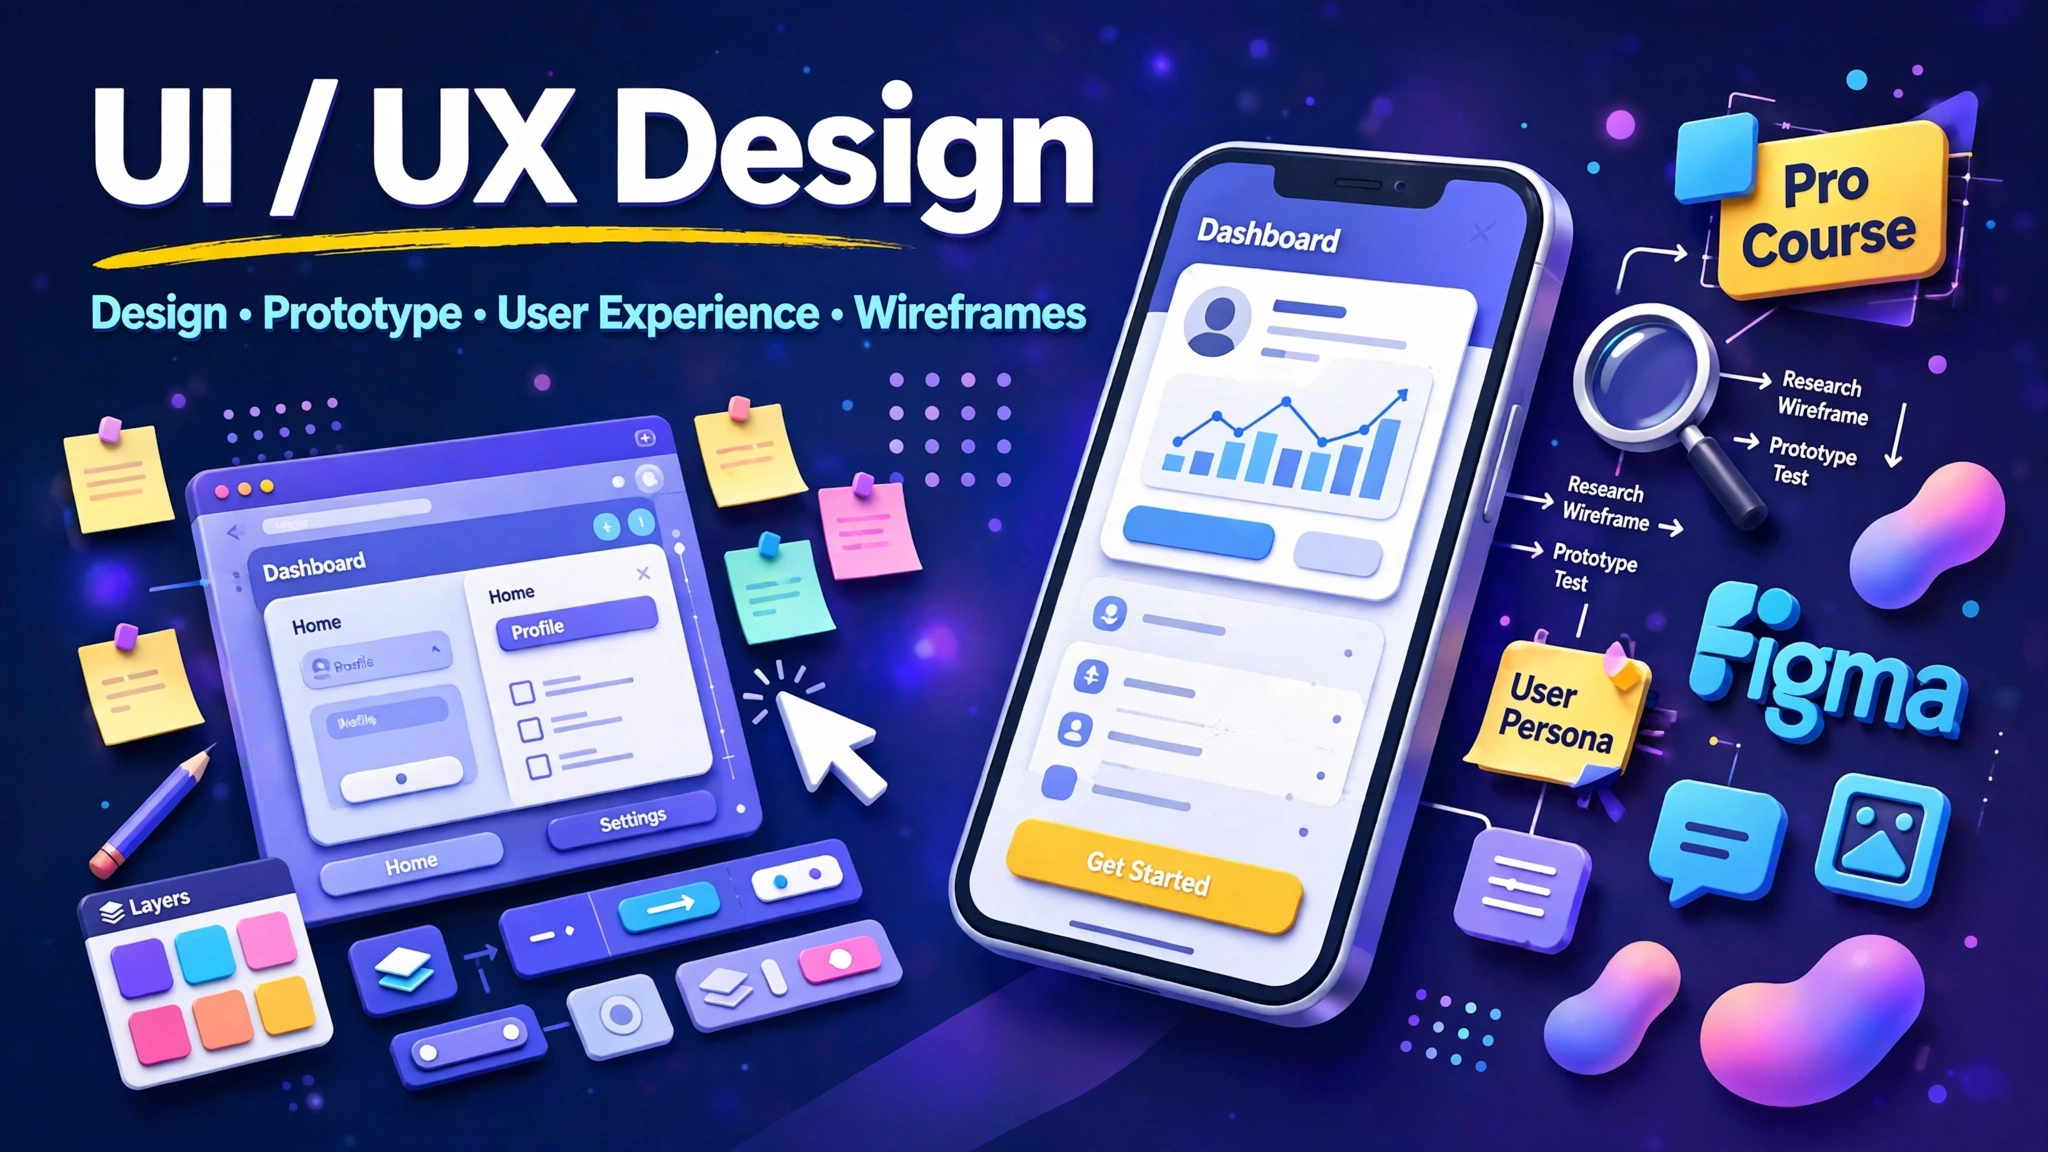 UI / UX Design
Design • Prototype • User Experience • Wireframes
Pro
Course
Dashboard
Research
Wireframe
Prototype
Test
Research
Wireframe
Prototype
Test
Figma
User
Persona
Get Started
Dashboard
Home
Profile
Home
Profile
Settings
Home
Layers